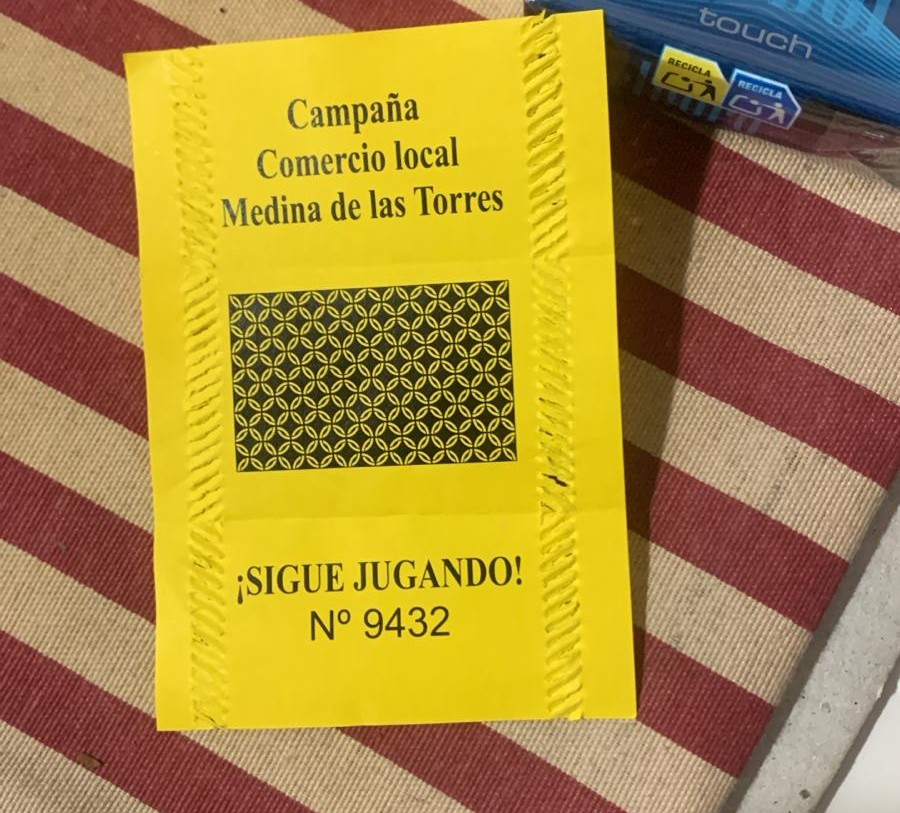 touch
RECICLA
RECICLA
Campaña
Comercio local
Medina de las Torres
¡SIGUE JUGANDO!
Nº 9432